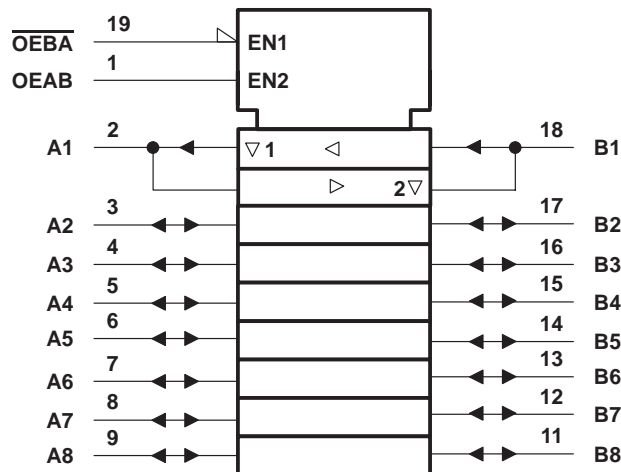 OEBA 19 EN1
OEAB 1 EN2
A1 2 ▽ 1 ◁ 18 B1
▷ 2 ▽
A2 3 17 B2
A3 4 16 B3
A4 5 15 B4
A5 6 14 B5
A6 7 13 B6
A7 8 12 B7
A8 9 11 B8